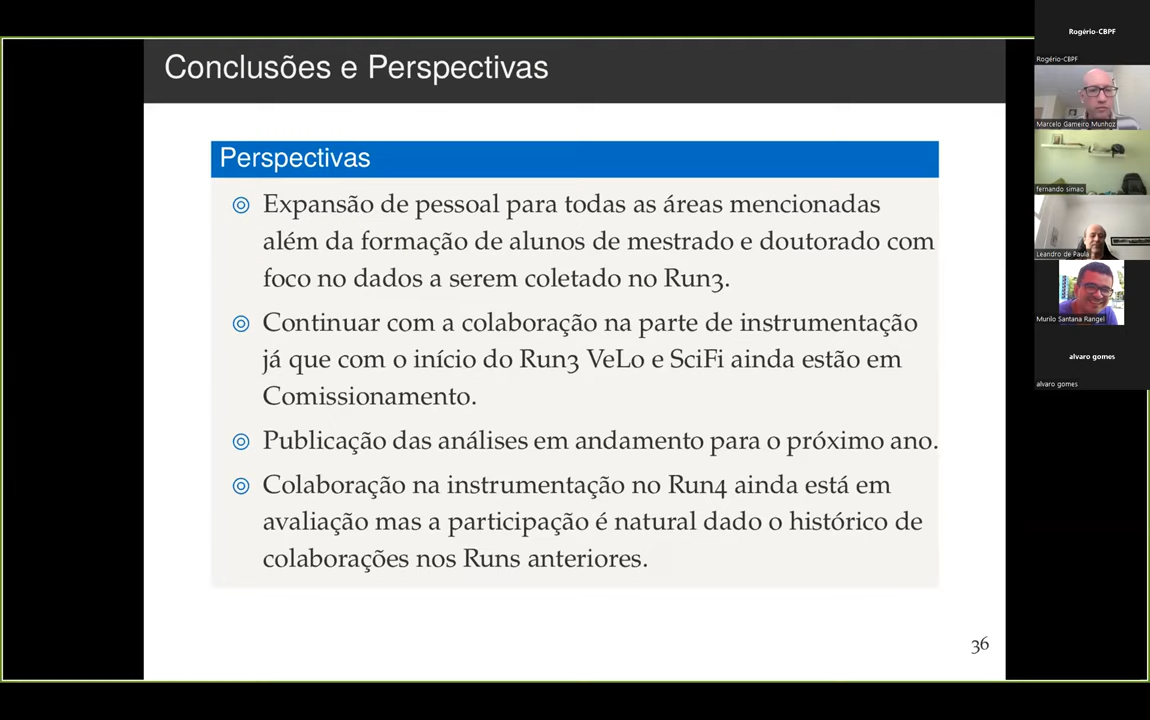 Conclusões e Perspectivas
Perspectivas
Expansão de pessoal para todas as áreas mencionadas
além da formação de alunos de mestrado e doutorado com
foco no dados a serem coletado no Run3.
Continuar com a colaboração na parte de instrumentação
já que com o início do Run3 VeLo e SciFi ainda estão em
Comissionamento.
Publicação das análises em andamento para o próximo ano.
Colaboração na instrumentação no Run4 ainda está em
avaliação mas a participação é natural dado o histórico de
colaborações nos Runs anteriores.
36
Rogério-CBPF
Rogério-CBPF
Marcelo Gameiro Munhoz
fernando simao
Leandro de Paula
Murilo Santana Rangel
alvaro gomes
alvaro gomes